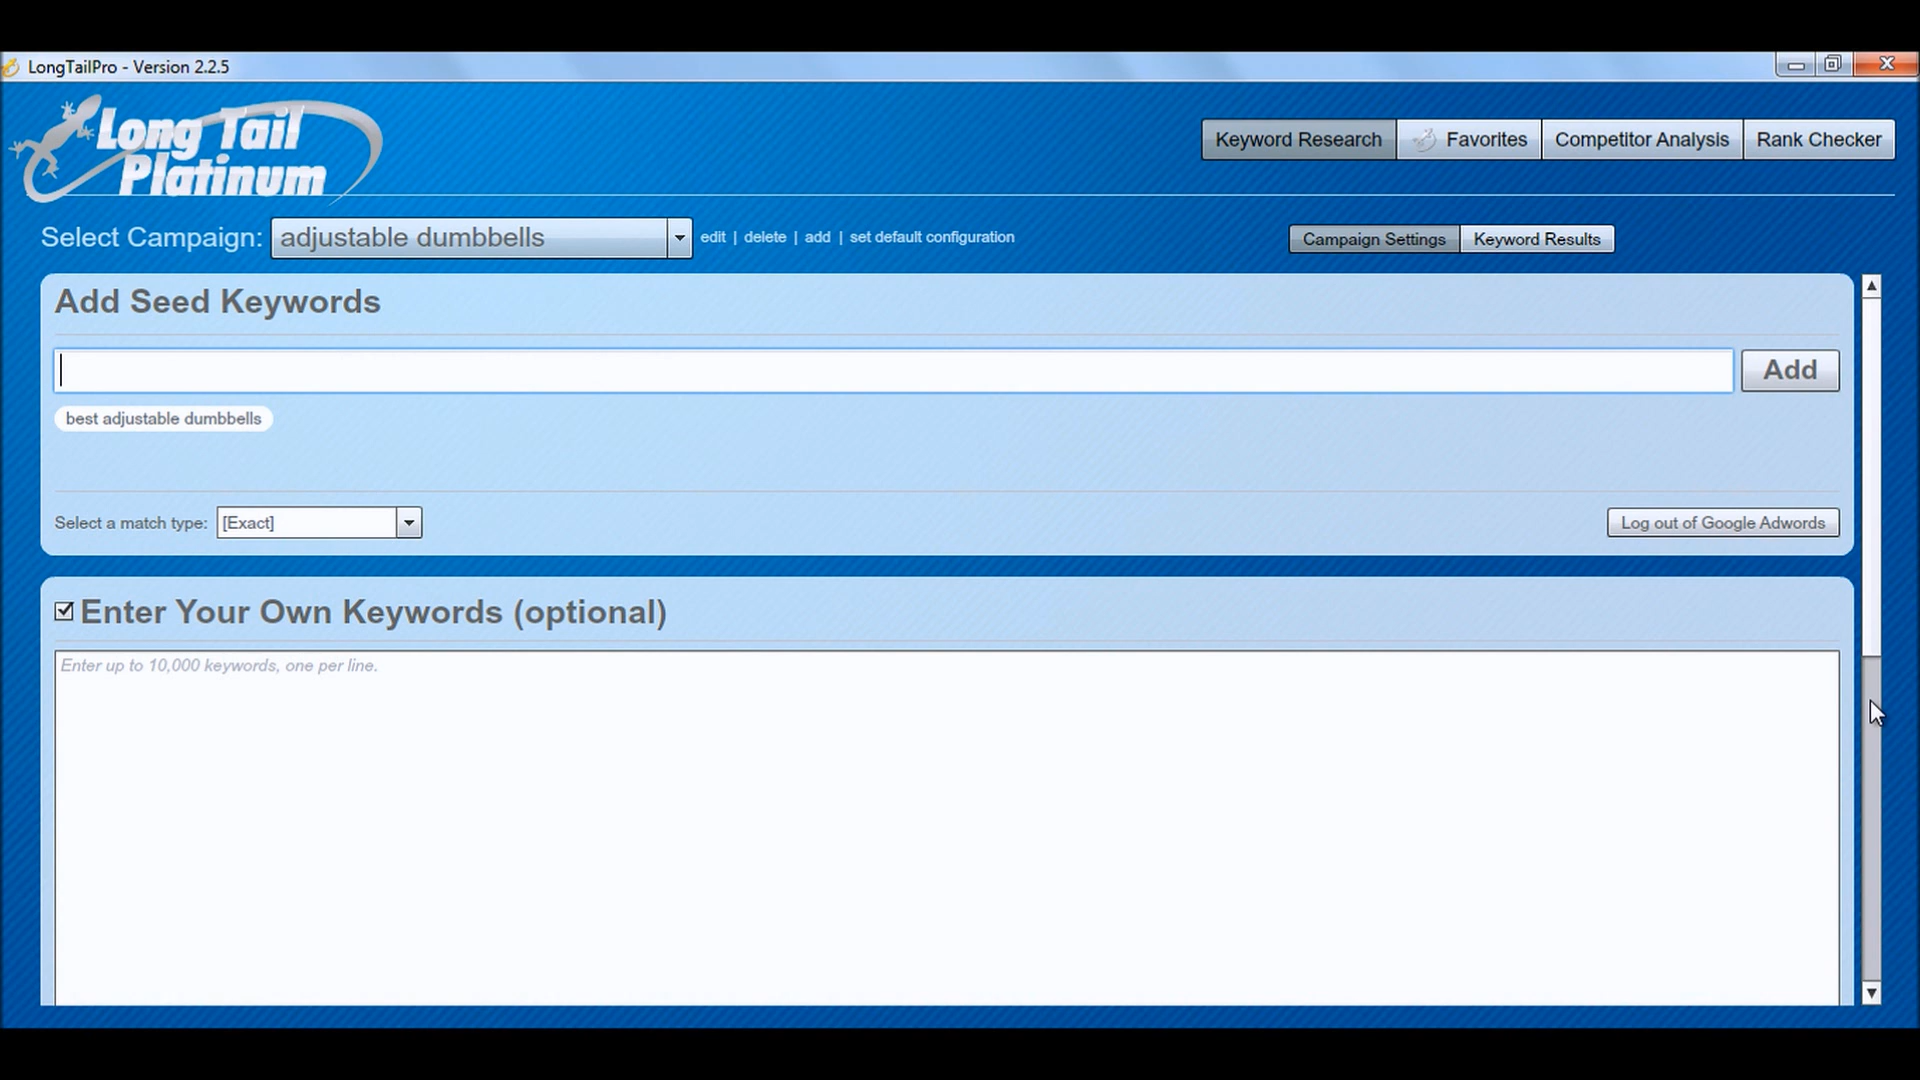 LongTailPro - Version 2.2.5
Long Tail
Platinum
Keyword Research Favorites Competitor Analysis Rank Checker
Select Campaign: adjustable dumbbells edit | delete | add | set default configuration Campaign Settings Keyword Results
Add Seed Keywords
Add
best adjustable dumbbells
Select a match type: [Exact] Log out of Google Adwords
Enter Your Own Keywords (optional)
Enter up to 10,000 keywords, one per line.